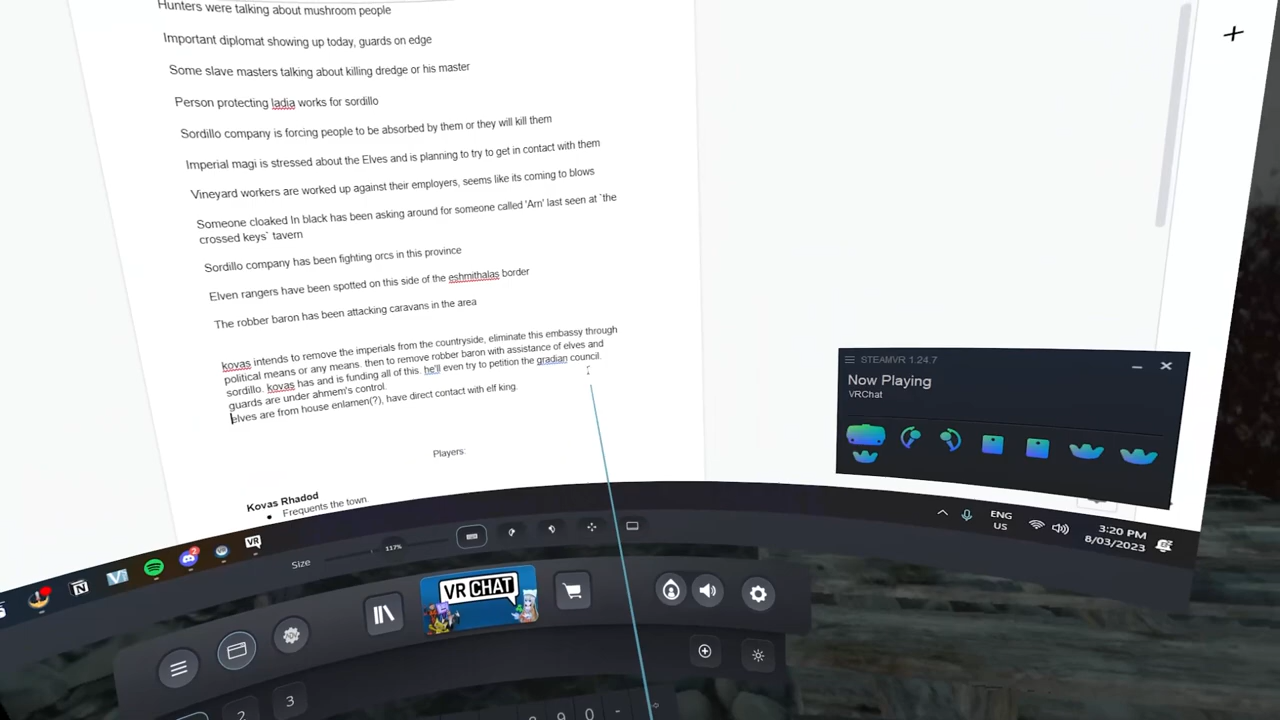 Hunters were talking about mushroom people
Important diplomat showing up today, guards on edge
Some slave masters talking about killing dredge or his master
Person protecting ladia works for sordillo
Sordillo company is forcing people to be absorbed by them or they will kill them
Imperial magi is stressed about the Elves and is planning to try to get in contact with them
Vineyard workers are worked up against their employers, seems like its coming to blows
Someone cloaked In black has been asking around for someone called 'Arn' last seen at `the
crossed keys` tavern
Sordillo company has been fighting orcs in this province
Elven rangers have been spotted on this side of the eshmithalas border
The robber baron has been attacking caravans in the area
kovas intends to remove the imperials from the countryside, eliminate this embassy through
political means or any means. then to remove robber baron with assistance of elves and
sordillo. kovas has and is funding all of this. he'll even try to petition the gradian council.
guards are under ahmem's control.
elves are from house enlamen(?), have direct contact with elf king.
Players:
Kovas Rhadod
Frequents the town.
STEAMVR 1.24.7
Now Playing
VRChat
ENG
US
3:20 PM
8/03/2023
2
VR
Size
117%
VRCHAT
2
3
9 0 -